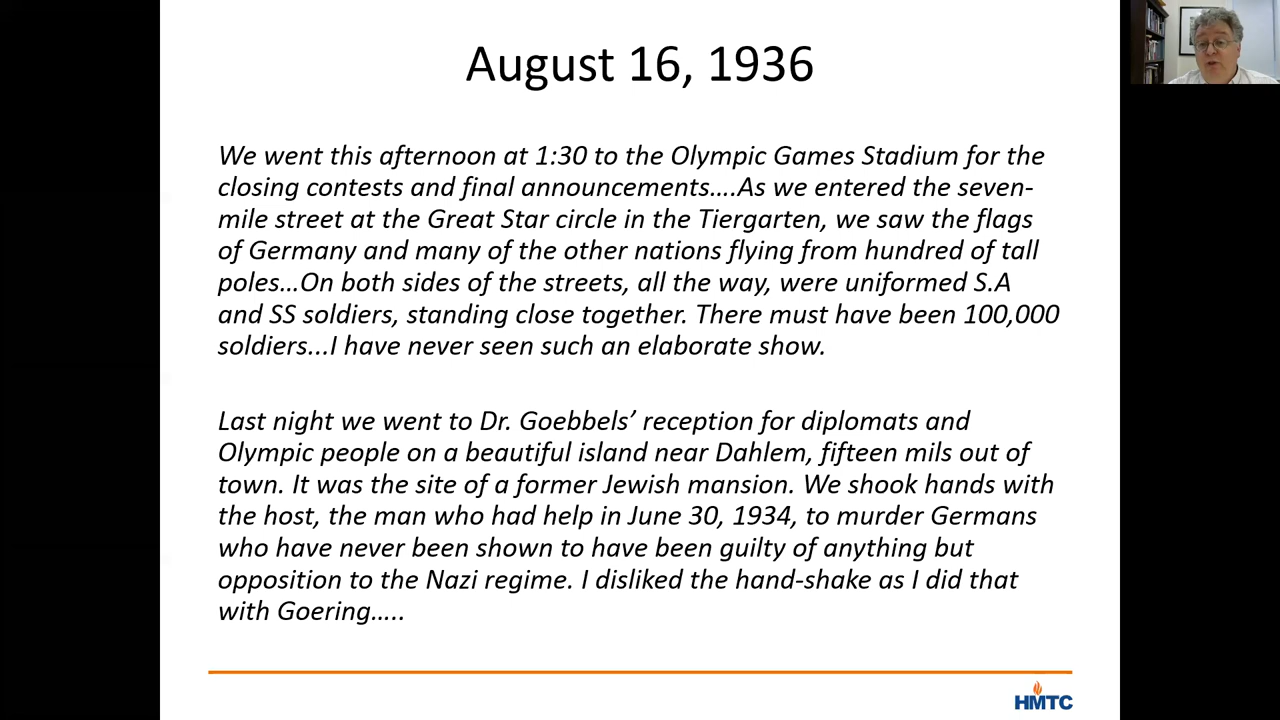 August 16, 1936
We went this afternoon at 1:30 to the Olympic Games Stadium for the
closing contests and final announcements….As we entered the seven-
mile street at the Great Star circle in the Tiergarten, we saw the flags
of Germany and many of the other nations flying from hundred of tall
poles…On both sides of the streets, all the way, were uniformed S.A
and SS soldiers, standing close together. There must have been 100,000
soldiers...I have never seen such an elaborate show.
Last night we went to Dr. Goebbels’ reception for diplomats and
Olympic people on a beautiful island near Dahlem, fifteen mils out of
town. It was the site of a former Jewish mansion. We shook hands with
the host, the man who had help in June 30, 1934, to murder Germans
who have never been shown to have been guilty of anything but
opposition to the Nazi regime. I disliked the hand-shake as I did that
with Goering…..
HMTC